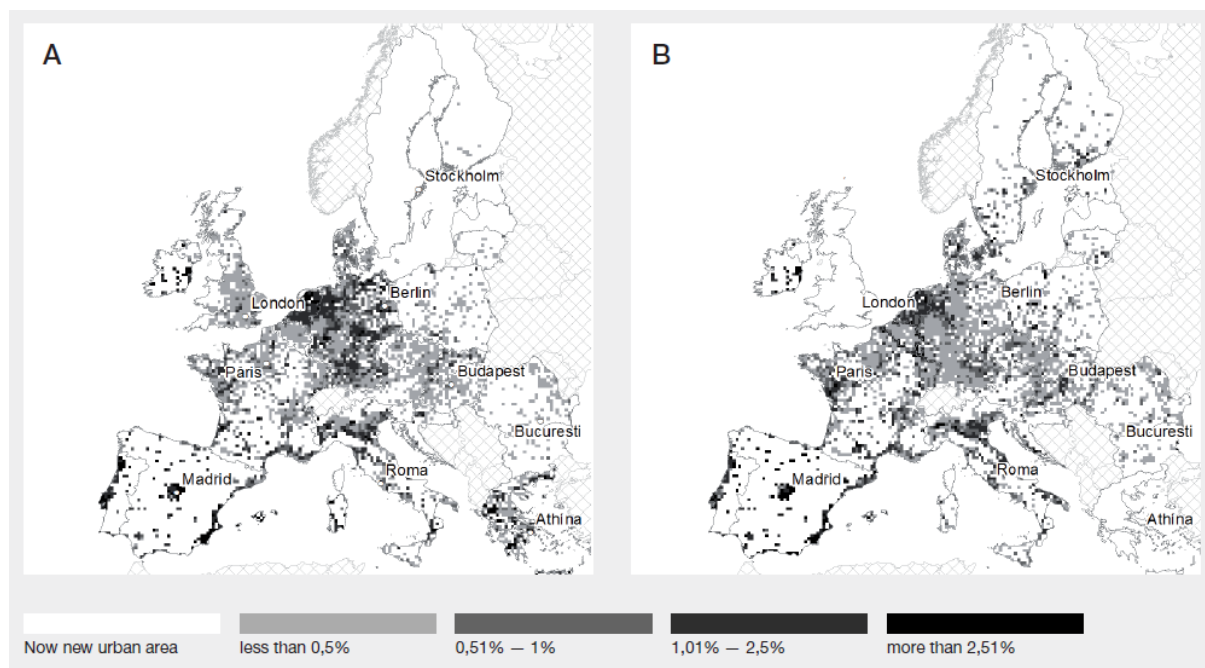 A
Stockholm
London
Berlin
Paris
Budapest
Bucuresti
Madrid
Roma
Athina
B
Stockholm
London
Berlin
Paris
Budapest
Bucuresti
Madrid
Roma
Athina
Now new urban area
less than 0,5%
0,51% — 1%
1,01% — 2,5%
more than 2,51%